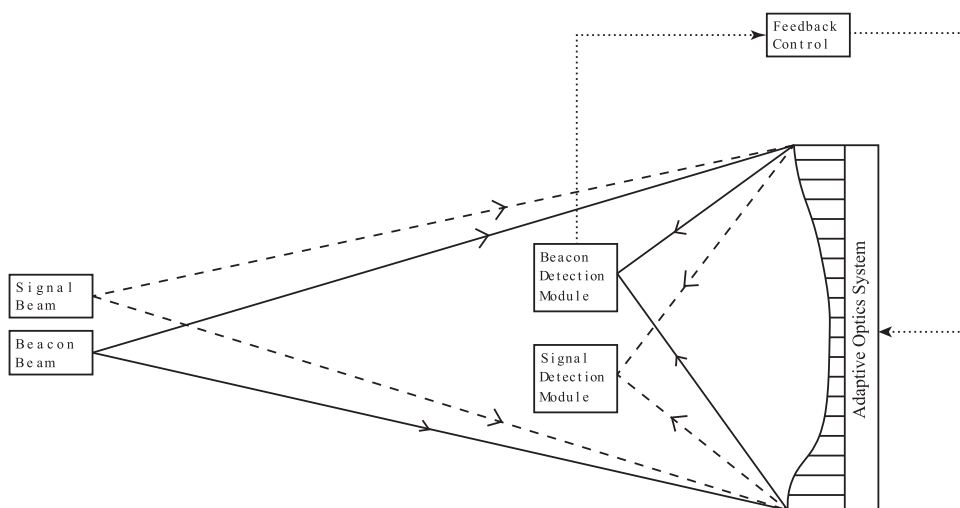 Feedback
Control
Signal
Beam
Beacon
Beam
Beacon
Detection
Module
Signal
Detection
Module
Adaptive Optics System